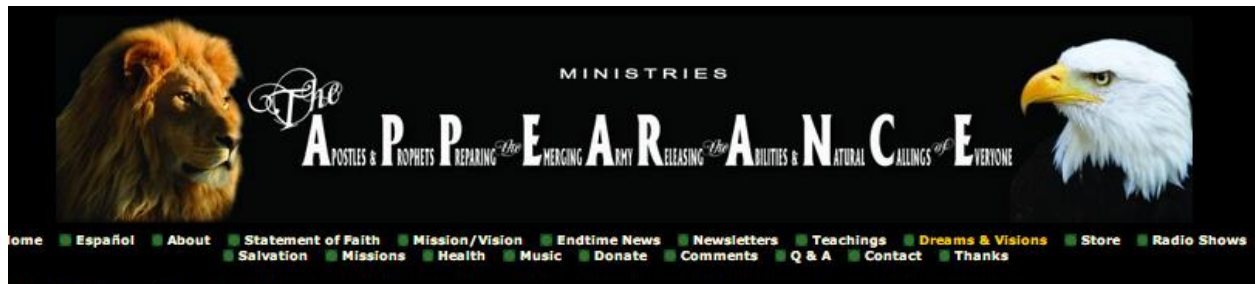 MINISTRIES
The
APOSTLES & PROPHETS PREPARING the EMERGING ARMY RELEASING the ABILITIES & NATURAL CALLINGS of EVERYONE
ome Español About Statement of Faith Mission/Vision Endtime News Newsletters Teachings Dreams & Visions Store Radio Shows
Salvation Missions Health Music Donate Comments Q & A Contact Thanks